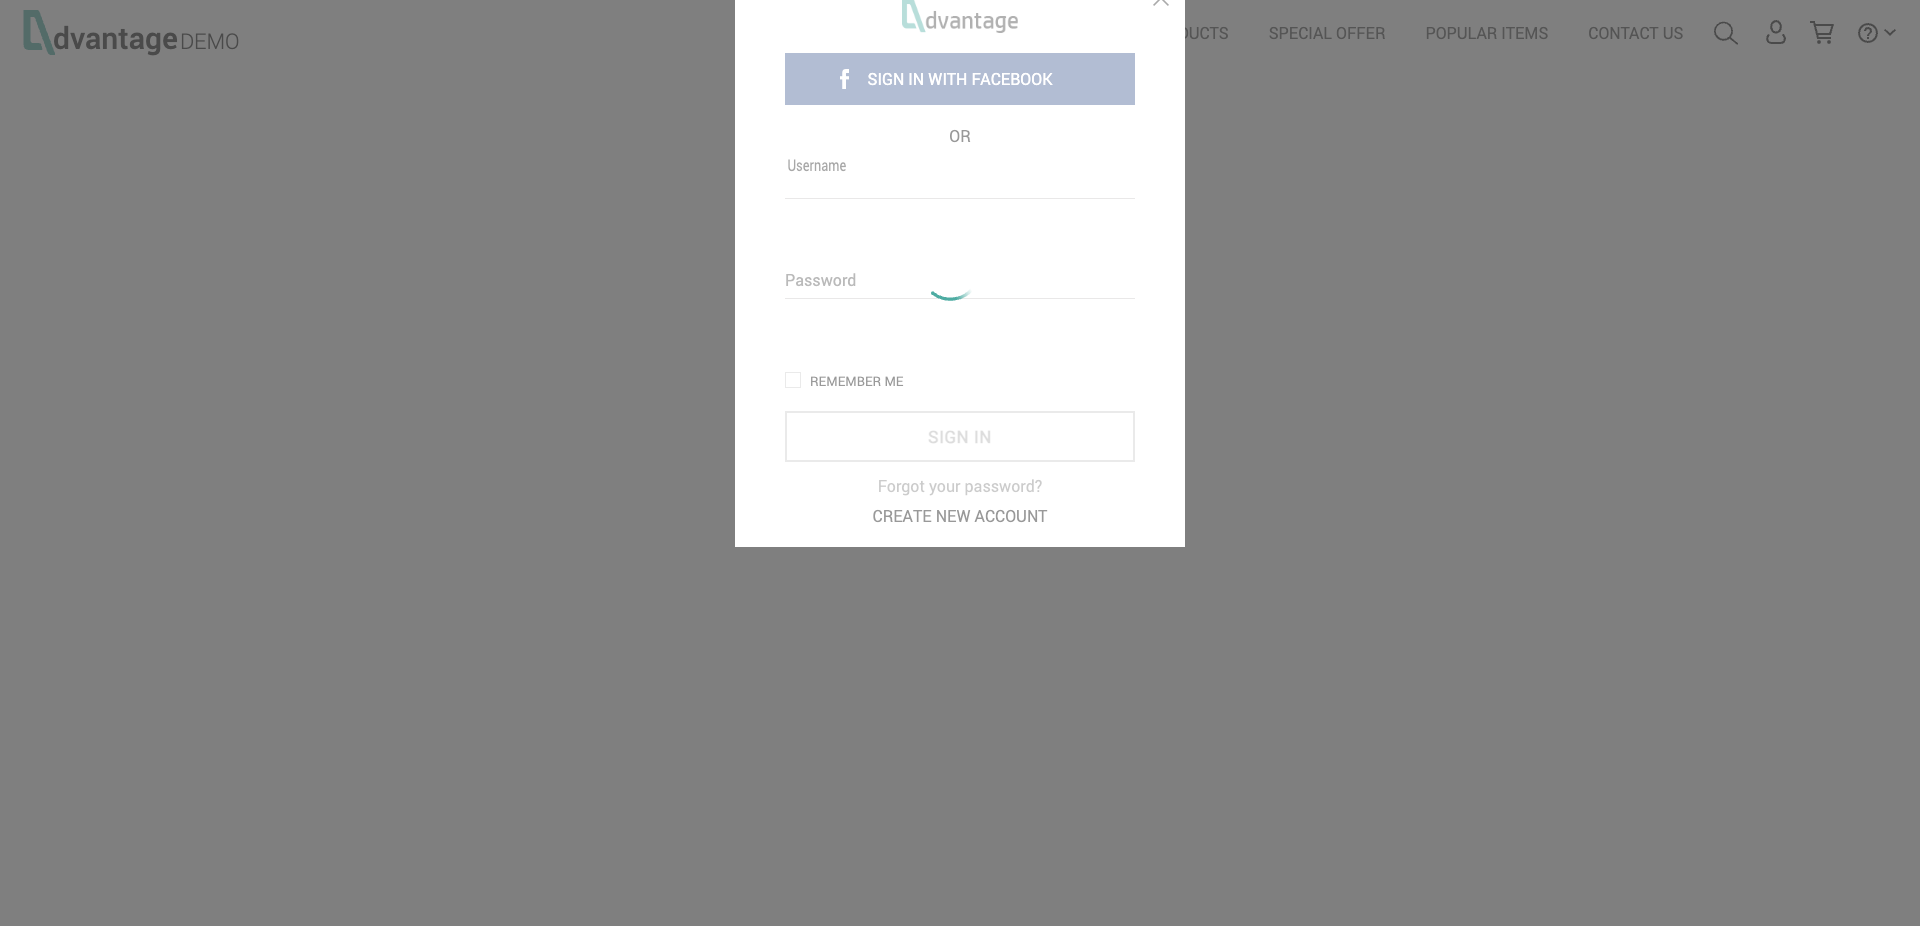 dvantage DEMO
DUCTS
SPECIAL OFFER
POPULAR ITEMS
CONTACT US
dvantage
SIGN IN WITH FACEBOOK
OR
Username
Password
REMEMBER ME
SIGN IN
Forgot your password?
CREATE NEW ACCOUNT